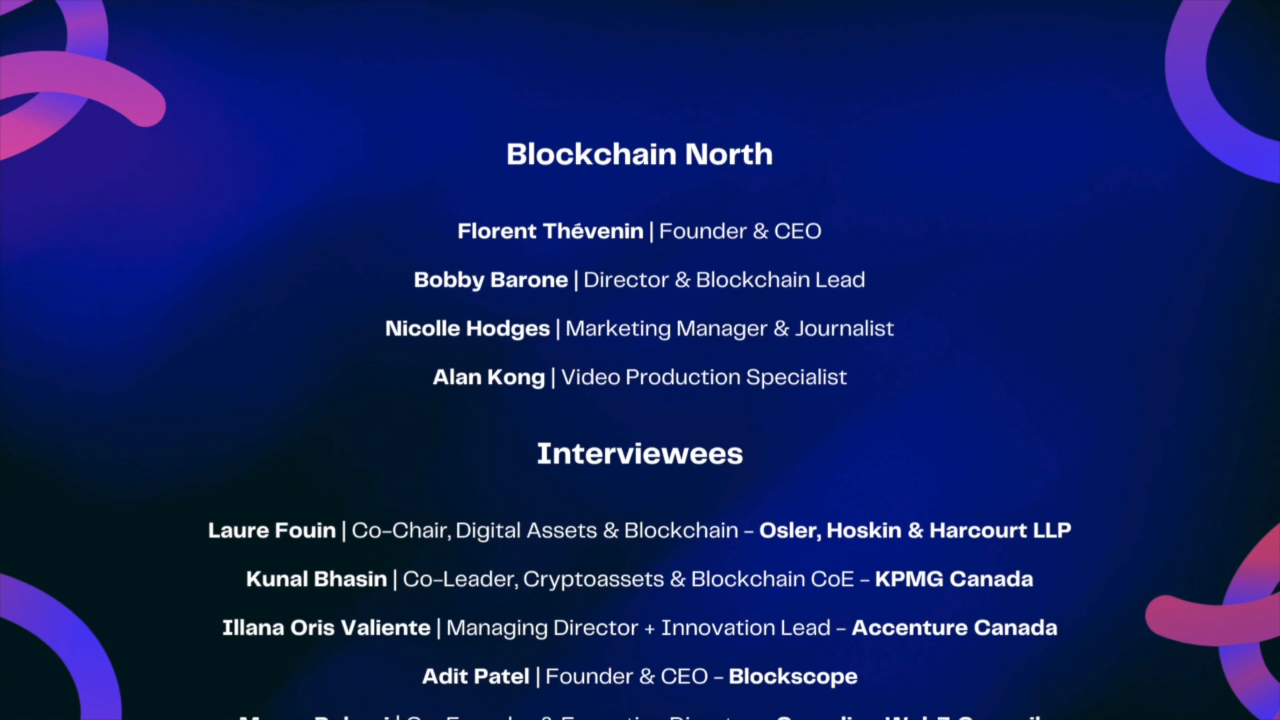 Blockchain North
Florent Thévenin | Founder & CEO
Bobby Barone | Director & Blockchain Lead
Nicolle Hodges | Marketing Manager & Journalist
Alan Kong | Video Production Specialist
Interviewees
Laure Fouin | Co-Chair, Digital Assets & Blockchain - Osler, Hoskin & Harcourt LLP
Kunal Bhasin | Co-Leader, Cryptoassets & Blockchain CoE - KPMG Canada
Illana Oris Valiente | Managing Director + Innovation Lead - Accenture Canada
Adit Patel | Founder & CEO - Blockscope